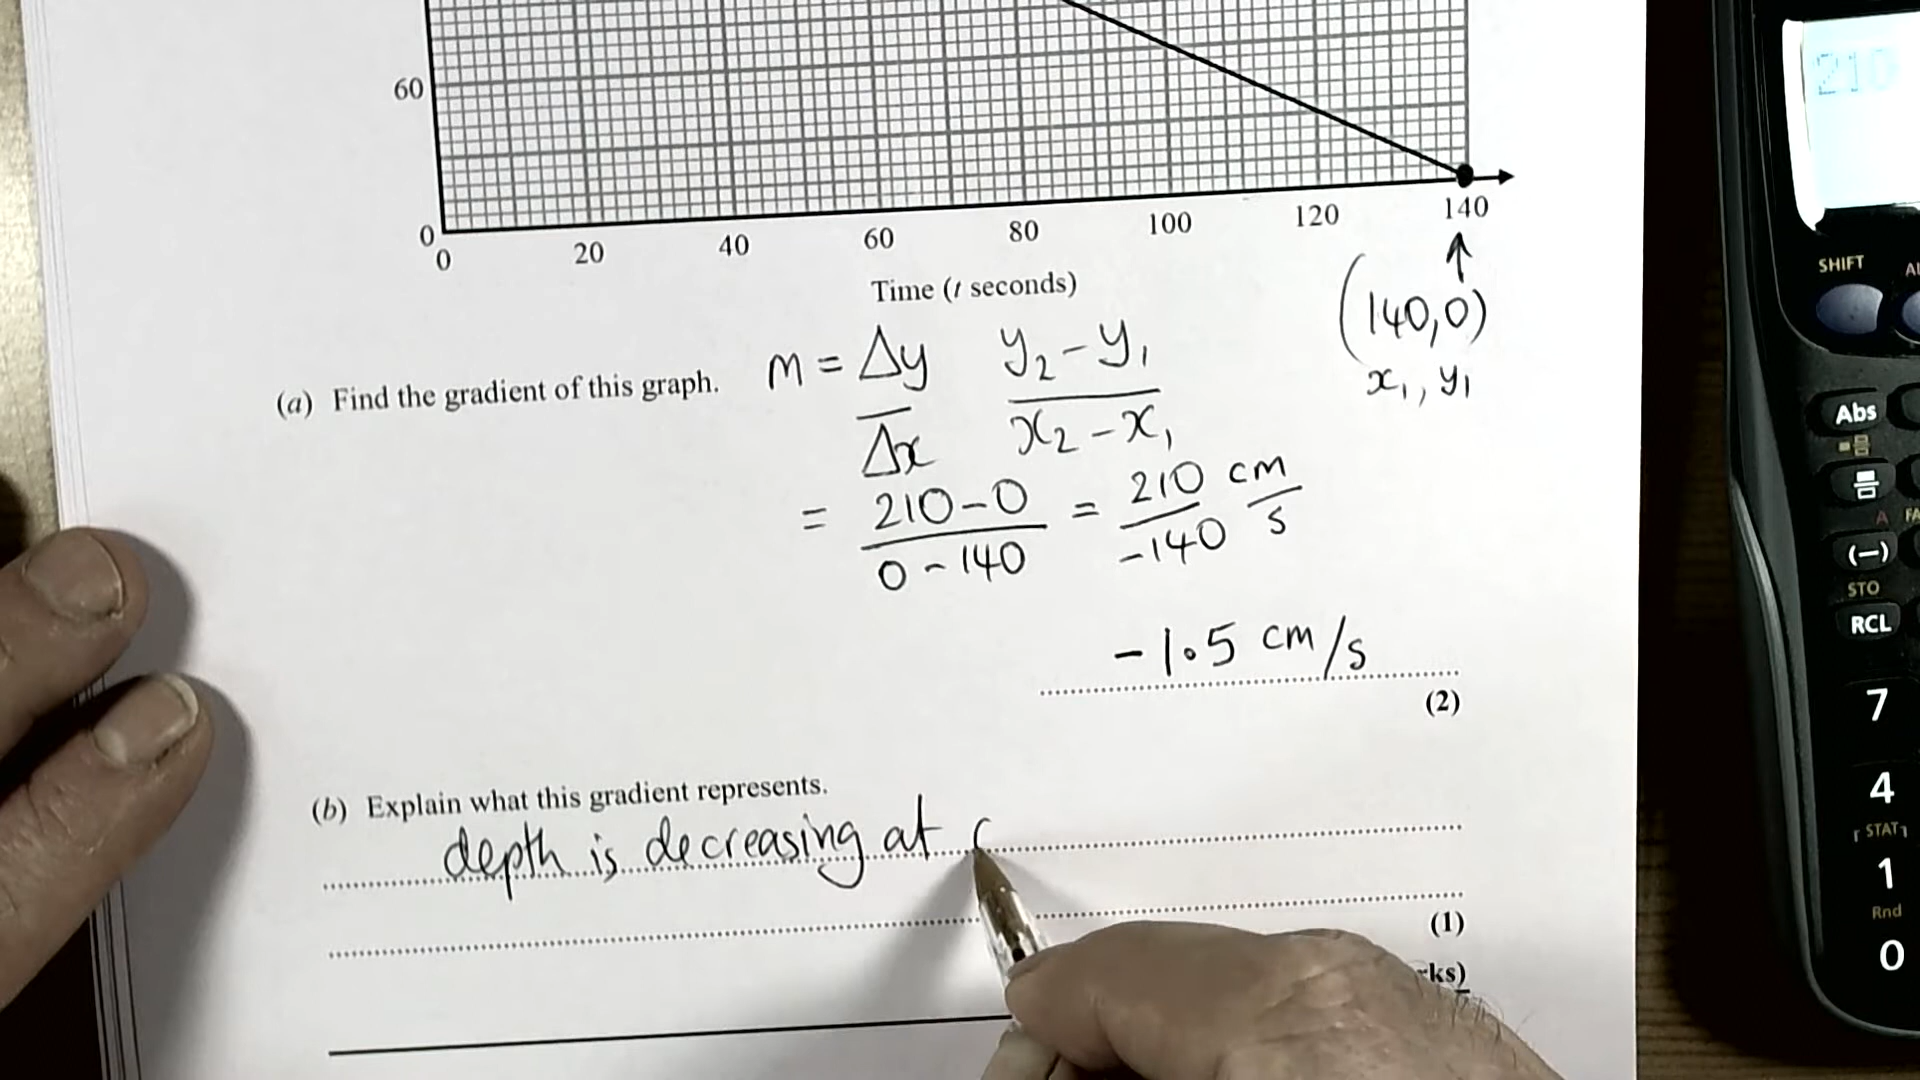 60
0
0 20 40 60 80 100 120 140
Time (t seconds)
(140,0)
x₁, y₁
(a) Find the gradient of this graph.
m = Δy/Δx y₂-y₁/x₂-x₁
= 210-0/0-140 = 210/-140 cm/s
-1.5 cm/s
(2)
(b) Explain what this gradient represents.
depth is decreasing at
(1)
210
SHIFT
Abs
(−)
STO
RCL
7
4
STAT
1
Rnd
0